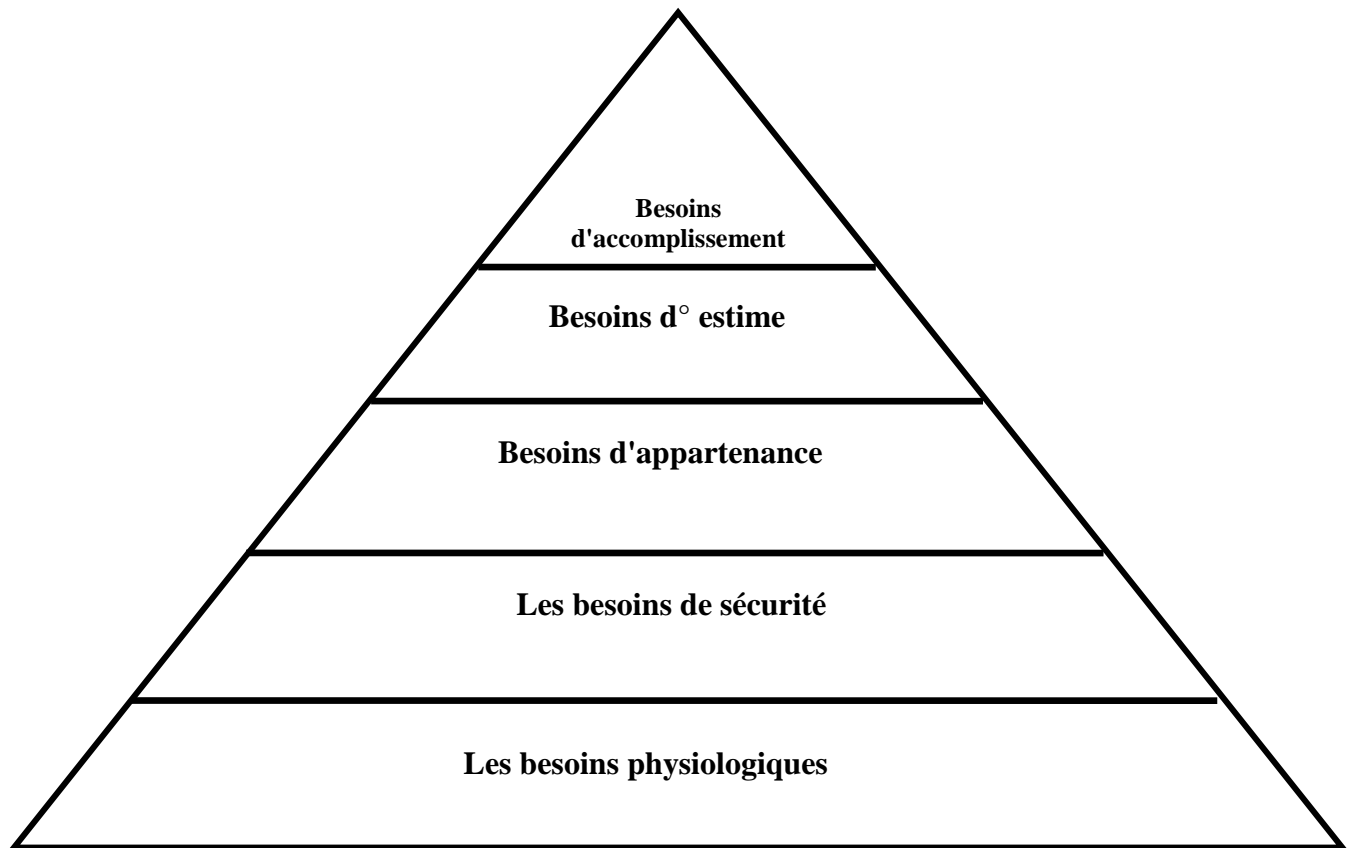 Besoins
d'accomplissement
Besoins d° estime
Besoins d'appartenance
Les besoins de sécurité
Les besoins physiologiques